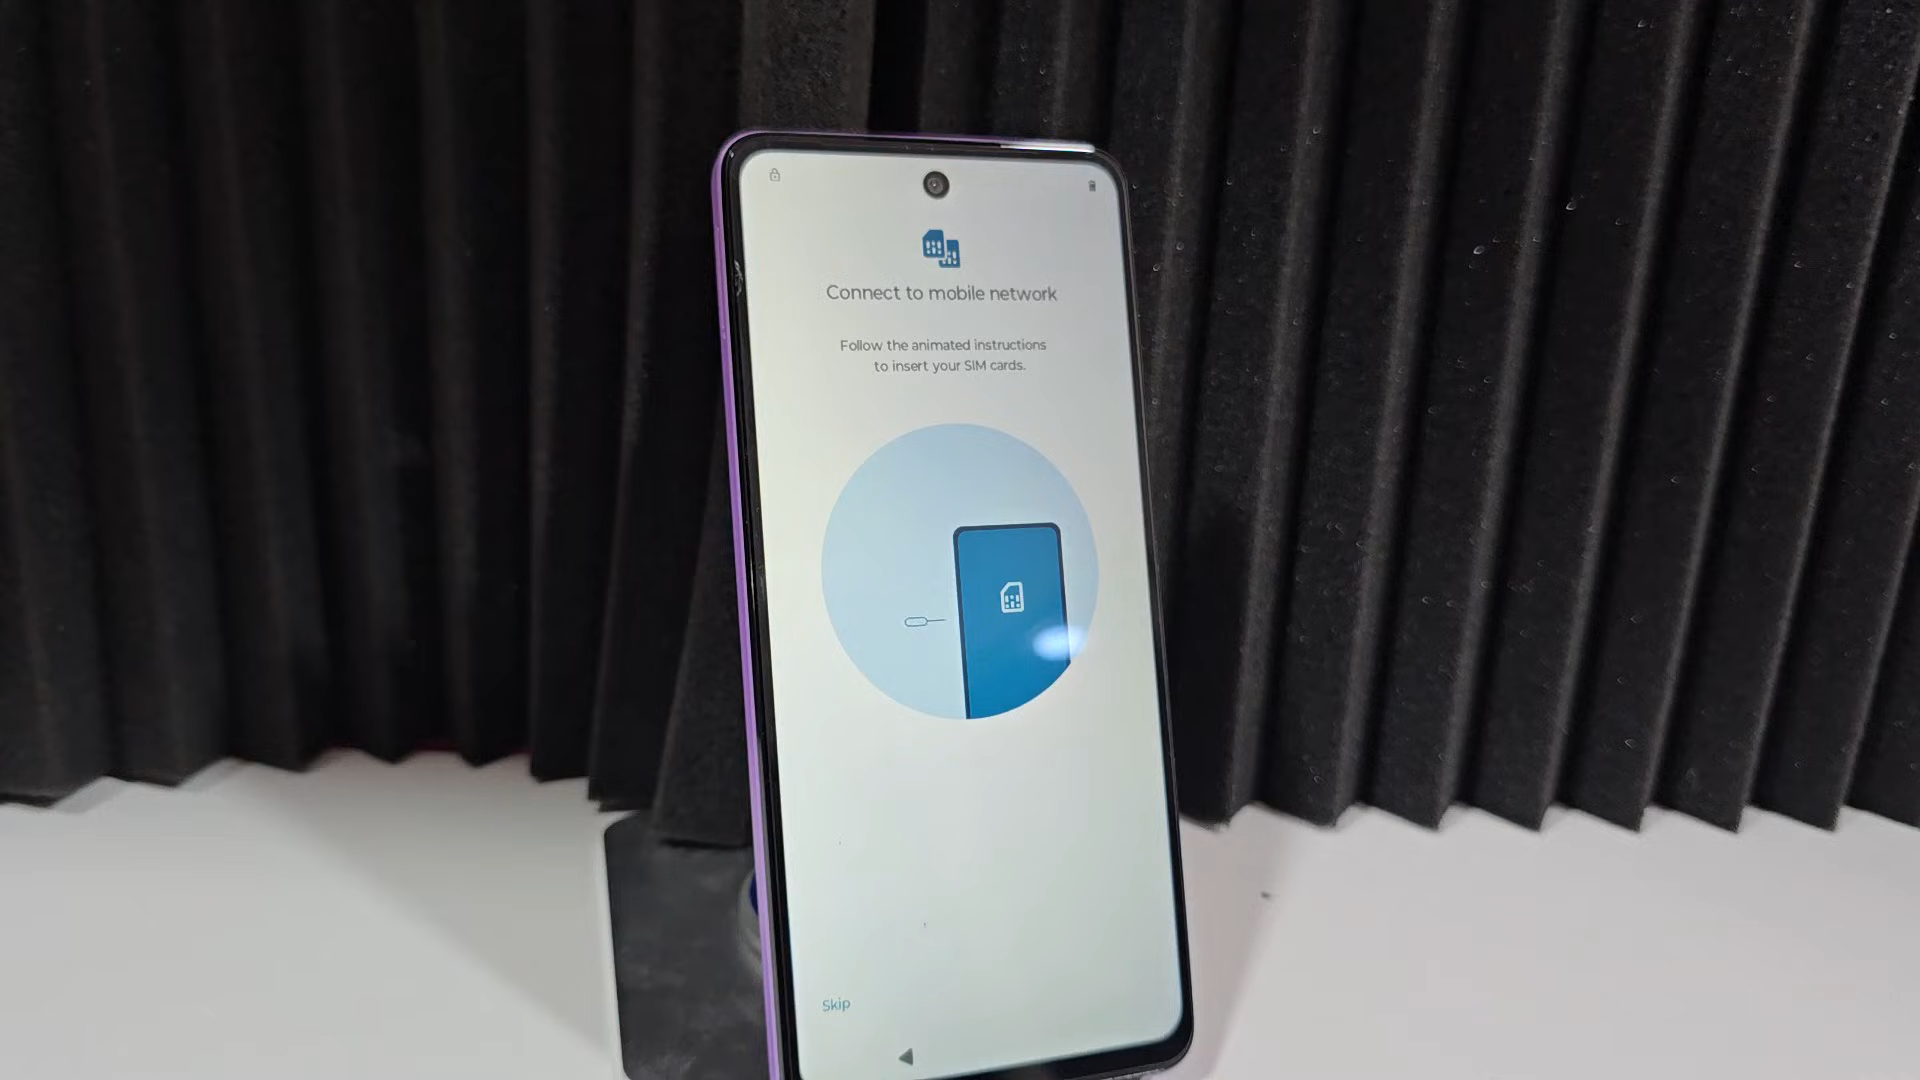 Connect to mobile network
Follow the animated instructions
to insert your SIM cards.
Skip